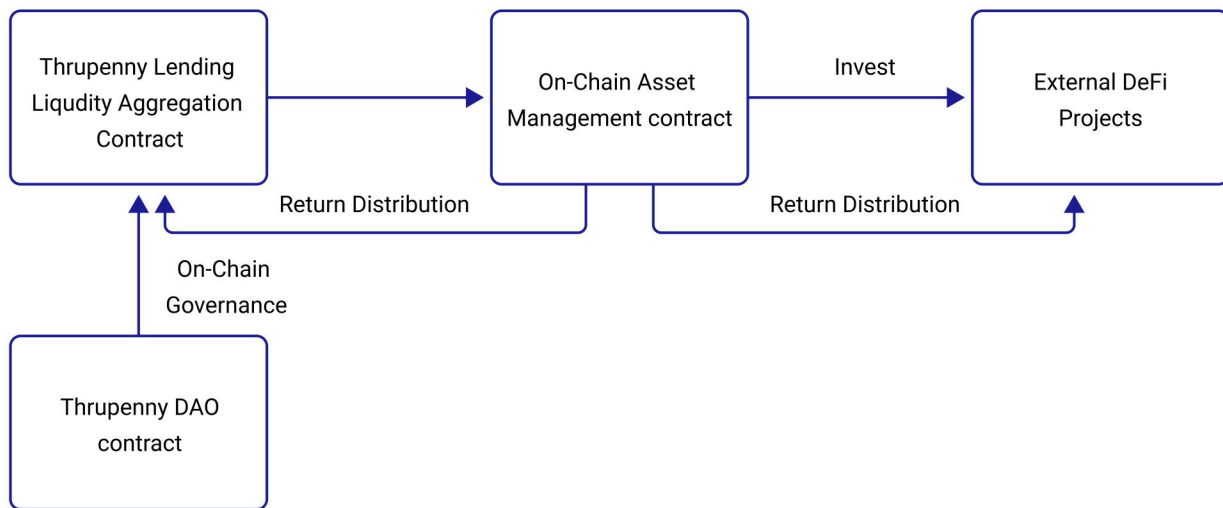 Thrupenny Lending
Liqudity Aggregation
Contract
On-Chain Asset
Management contract
Invest
External DeFi
Projects
Return Distribution
Return Distribution
On-Chain
Governance
Thrupenny DAO
contract